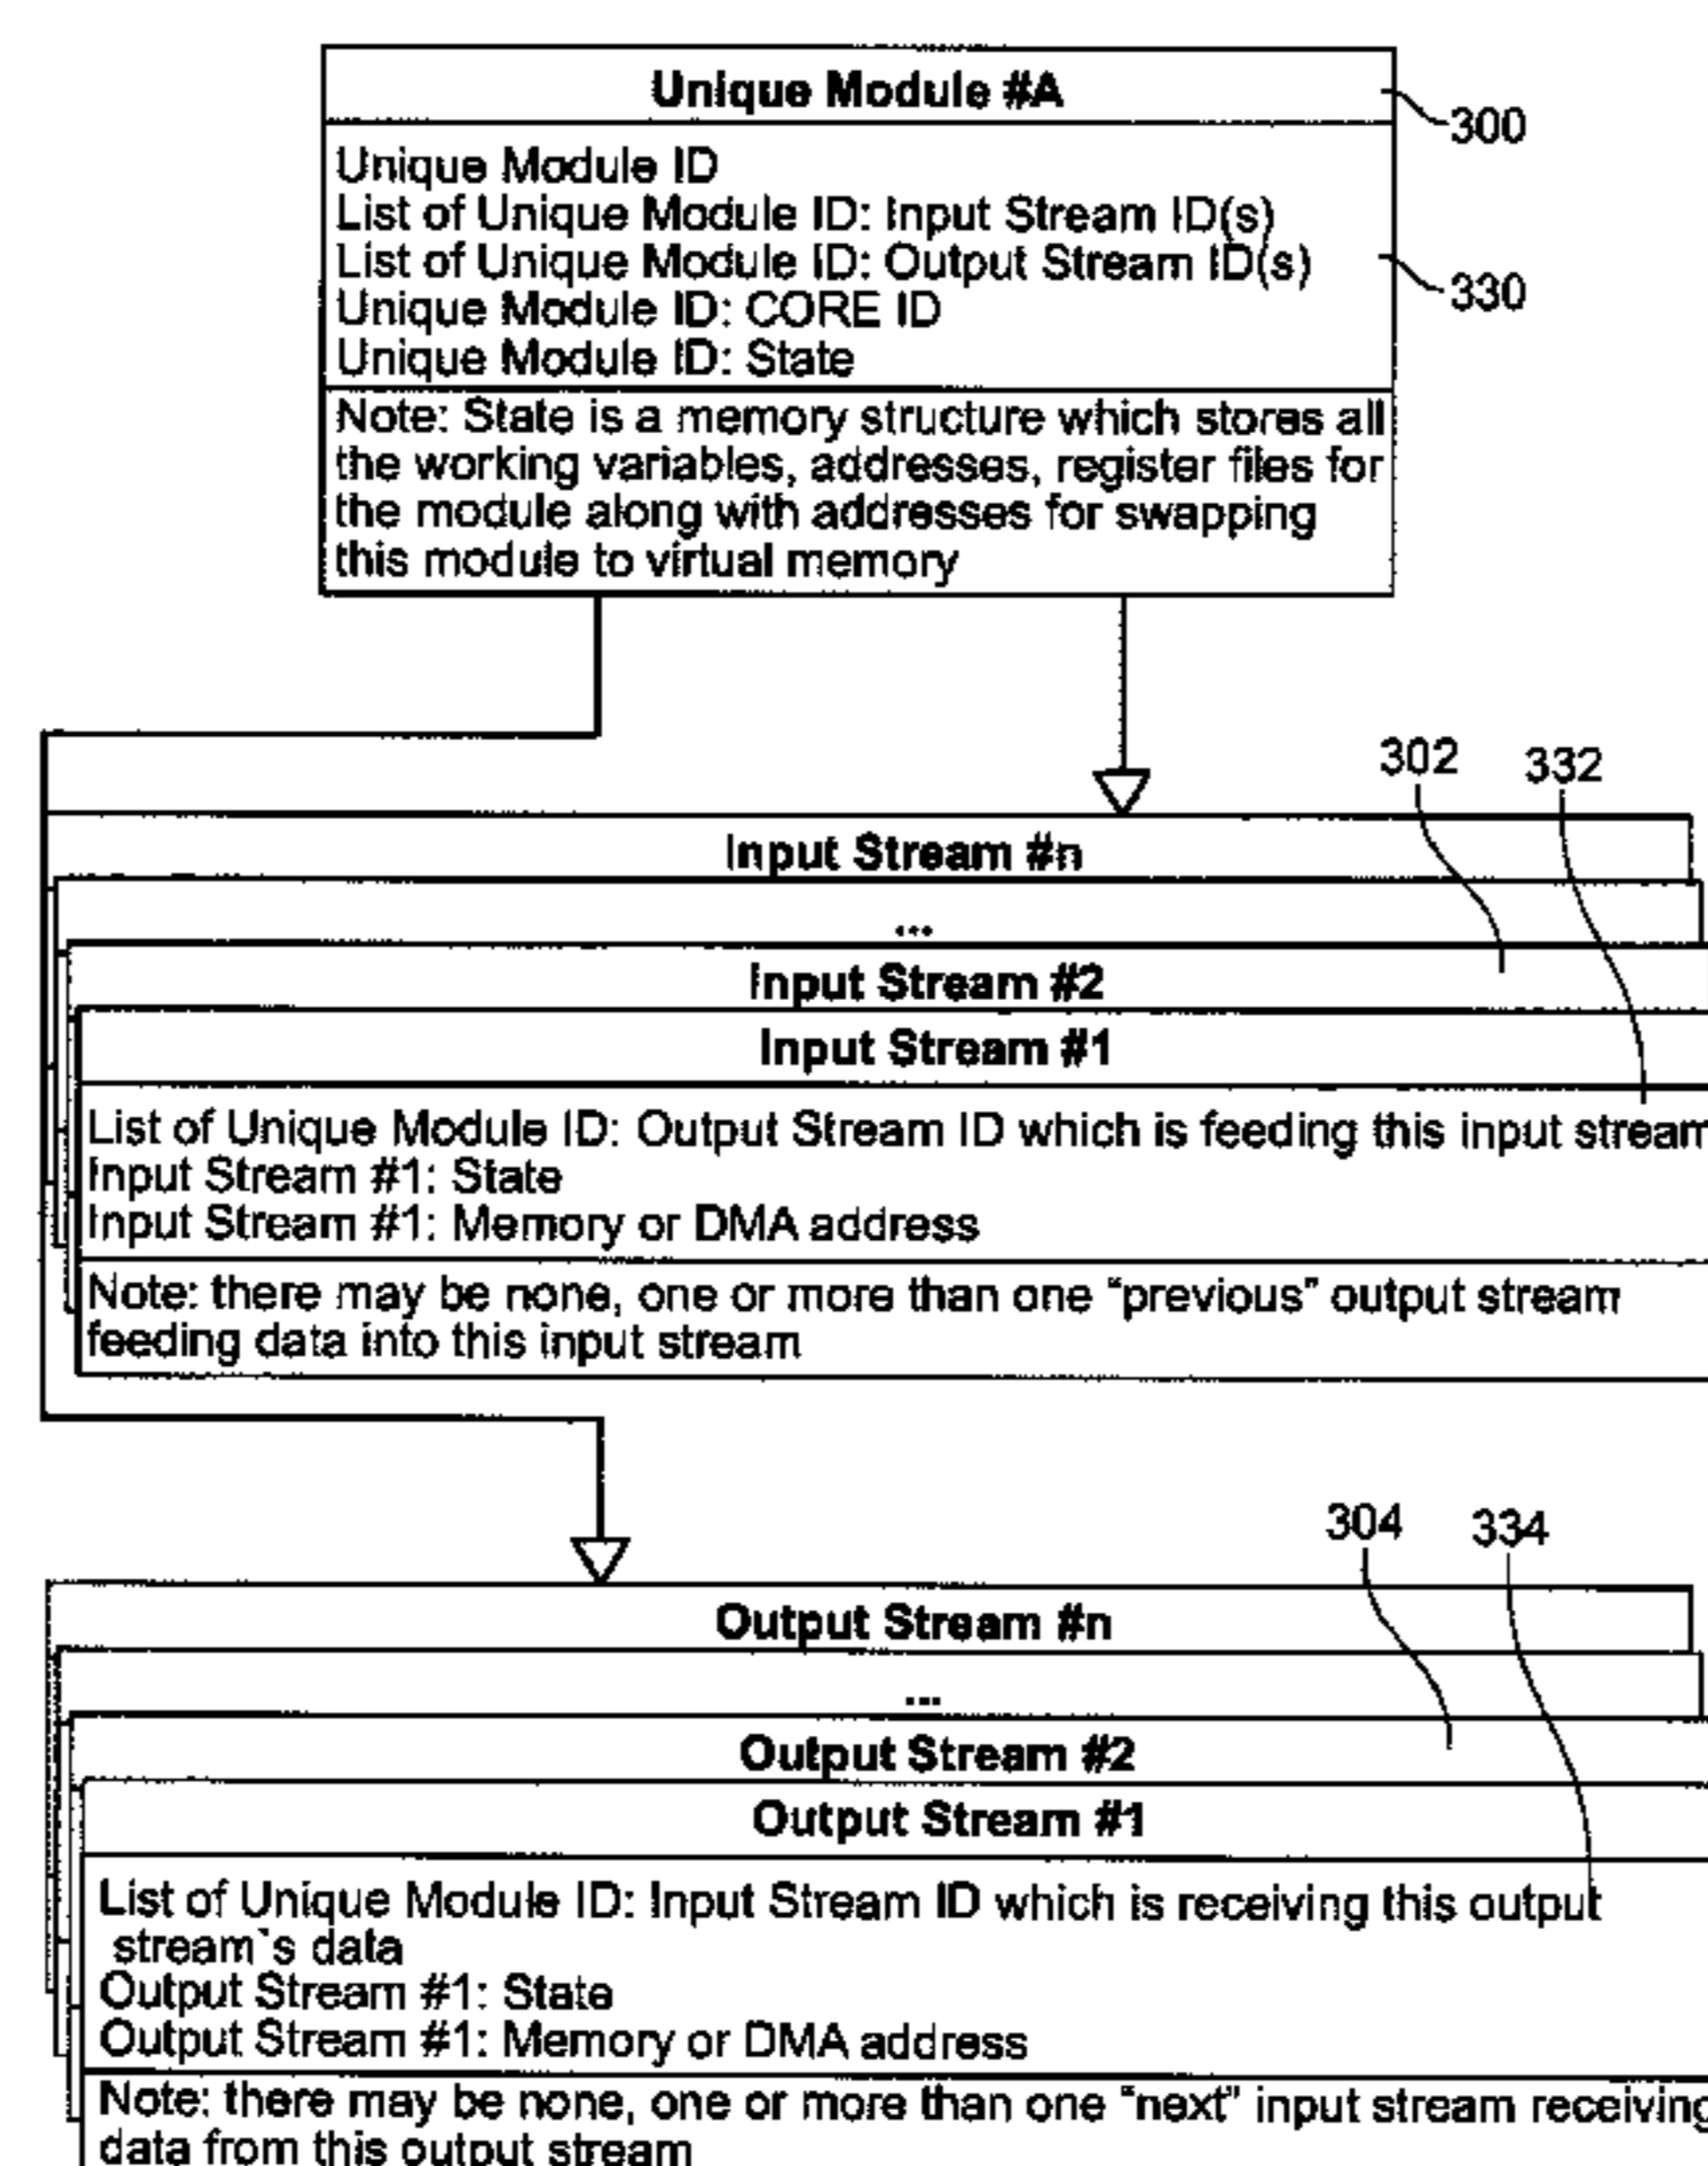 Unique Module #A
300
Unique Module ID
List of Unique Module ID: Input Stream ID(s)
List of Unique Module ID: Output Stream ID(s)
330
Unique Module ID: CORE ID
Unique Module ID: State
Note: State is a memory structure which stores all
the working variables, addresses, register files for
the module along with addresses for swapping
this module to virtual memory
302
332
Input Stream #n
...
Input Stream #2
Input Stream #1
List of Unique Module ID: Output Stream ID which is feeding this input stream
Input Stream #1: State
Input Stream #1: Memory or DMA address
Note: there may be none, one or more than one “previous” output stream
feeding data into this input stream
304
334
Output Stream #n
...
Output Stream #2
Output Stream #1
List of Unique Module ID: Input Stream ID which is receiving this output
stream`s data
Output Stream #1: State
Output Stream #1: Memory or DMA address
Note: there may be none, one or more than one “next” input stream receiving
data from this output stream